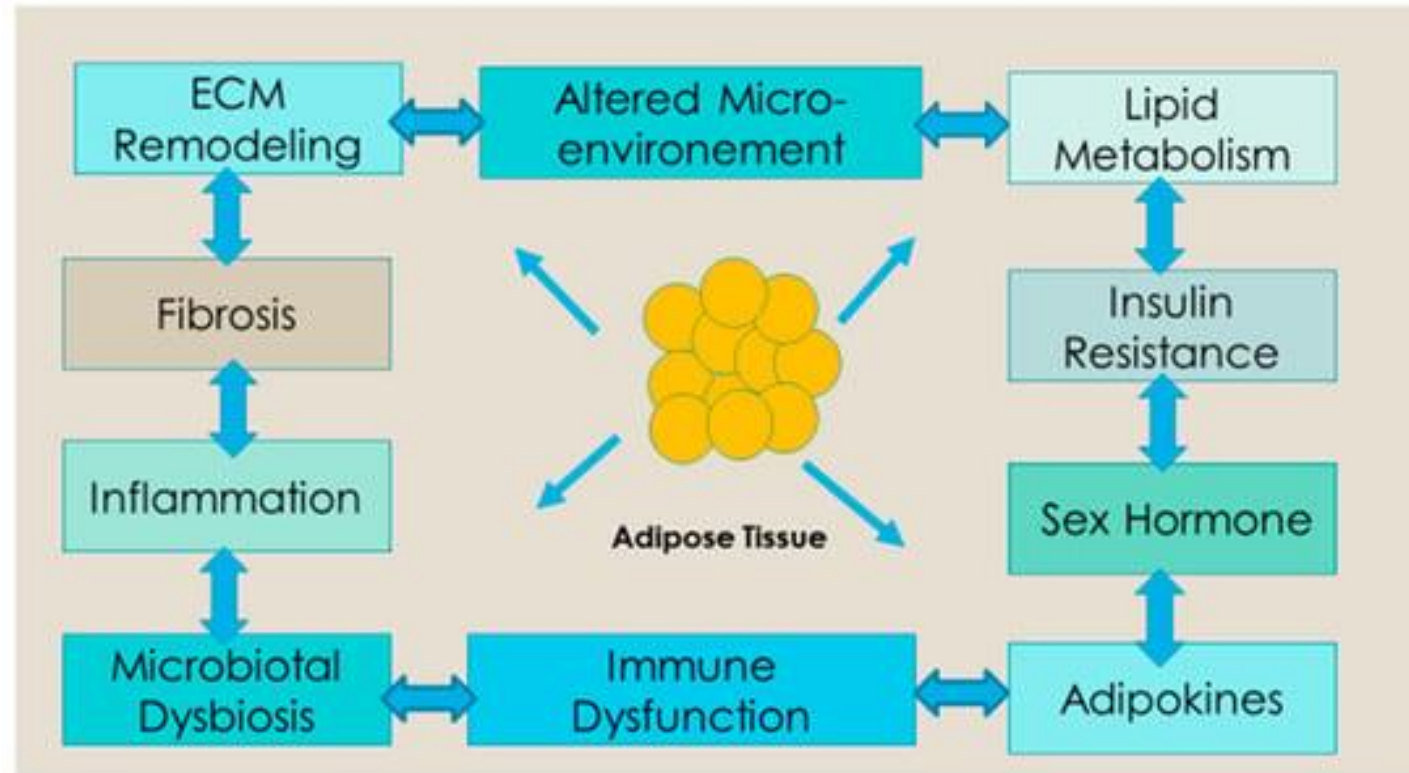 ECM
Remodeling
Altered Micro-
environement
Lipid
Metabolism
Fibrosis
Insulin
Resistance
Inflammation
Sex Hormone
Adipose Tissue
Microbiotal
Dysbiosis
Immune
Dysfunction
Adipokines